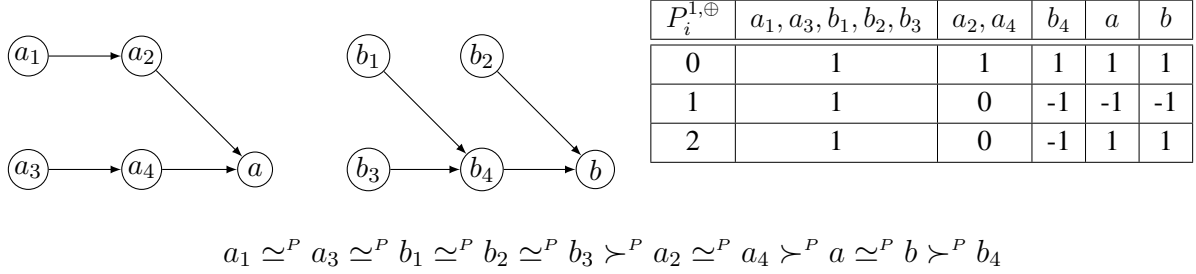 a₁ a₂ b₁ b₂
a₃ a₄ a b₃ b₄ b
Pᵢ^{1,⊕} a₁, a₃, b₁, b₂, b₃ a₂, a₄ b₄ a b
0 1 1 1 1 1
1 1 0 -1 -1 -1
2 1 0 -1 1 1
a₁ ≃ᴾ a₃ ≃ᴾ b₁ ≃ᴾ b₂ ≃ᴾ b₃ ≻ᴾ a₂ ≃ᴾ a₄ ≻ᴾ a ≃ᴾ b ≻ᴾ b₄